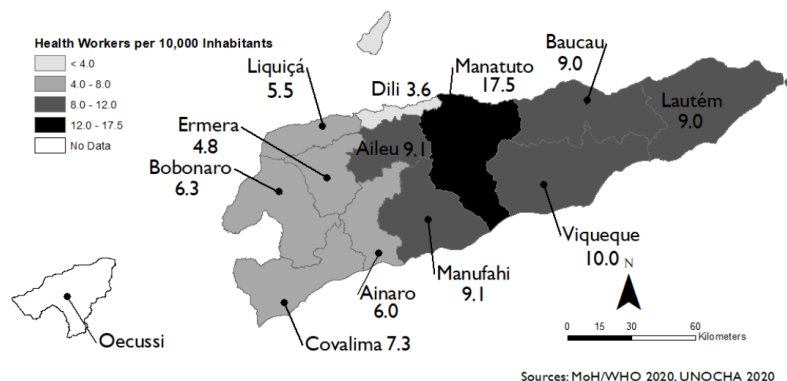 Health Workers per 10,000 Inhabitants
< 4.0
4.0 - 8.0
8.0 - 12.0
12.0 - 17.5
No Data
Baucau
9.0
Liquiçá
5.5
Dili 3.6
Manatuto
17.5
Lautém
9.0
Ermera
4.8
Aileu 9.1
Bobonaro
6.3
Viqueque
10.0
N
Manufahi
9.1
Ainaro
6.0
Oecussi
Covalima 7.3
0 15 30 60
Kilometers
Sources: MoH/WHO 2020, UNOCHA 2020